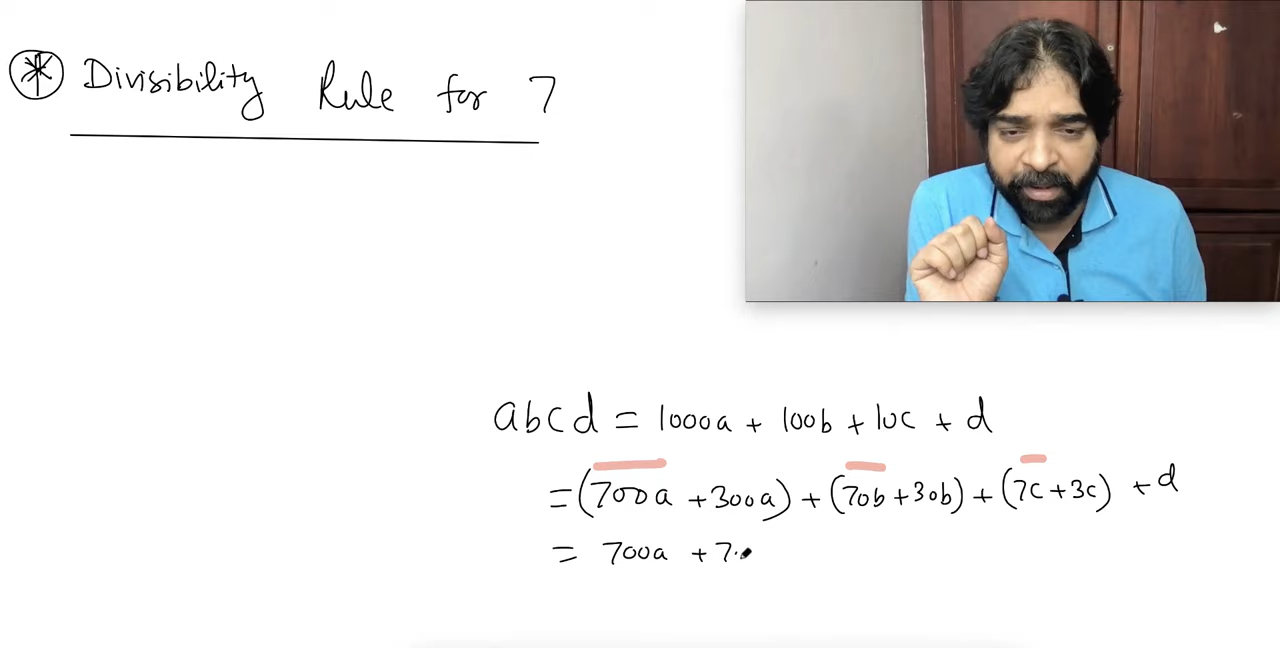 Divisibility Rule for 7
abcd = 1000a + 100b + 10c + d
= (700a + 300a) + (70b + 30b) + (7c + 3c) + d
= 700a + 7